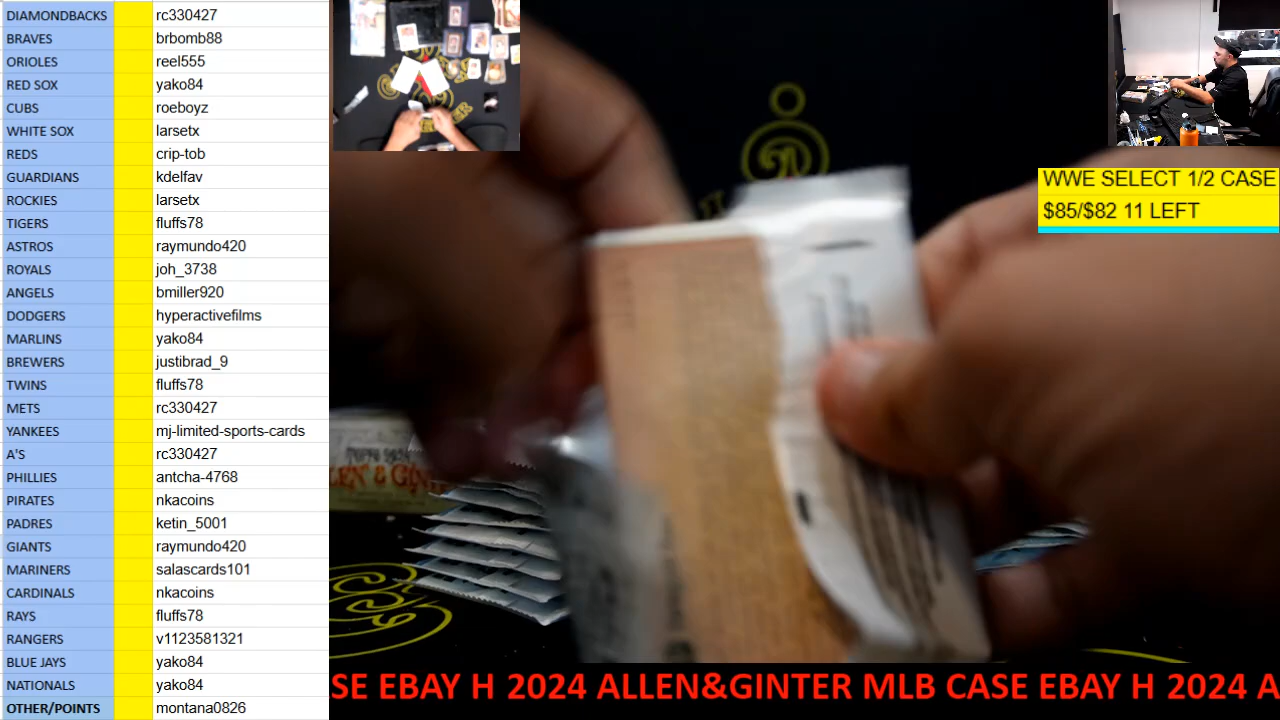 DIAMONDBACKS rc330427
BRAVES brbomb88
ORIOLES reel555
RED SOX yako84
CUBS roeboyz
WHITE SOX larsetx
REDS crip-tob
GUARDIANS kdelfav
ROCKIES larsetx
TIGERS fluffs78
ASTROS raymundo420
ROYALS joh_3738
ANGELS bmiller920
DODGERS hyperactivefilms
MARLINS yako84
BREWERS justibrad_9
TWINS fluffs78
METS rc330427
YANKEES mj-limited-sports-cards
A'S rc330427
PHILLIES antcha-4768
PIRATES nkacoins
PADRES ketin_5001
GIANTS raymundo420
MARINERS salascards101
CARDINALS nkacoins
RAYS fluffs78
RANGERS v1123581321
BLUE JAYS yako84
NATIONALS yako84
OTHER/POINTS montana0826
WWE SELECT 1/2 CASE
$85/$82 11 LEFT
SE EBAY H 2024 ALLEN&GINTER MLB CASE EBAY H 2024 A